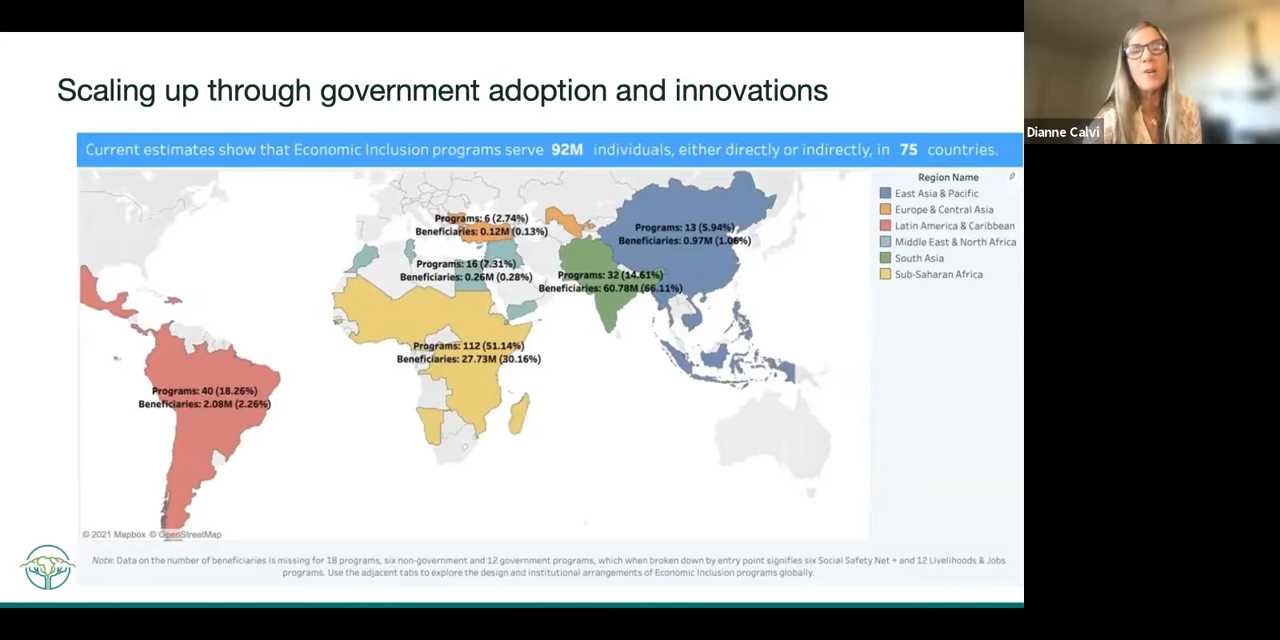 Scaling up through government adoption and innovations
Dianne Calvi
Current estimates show that Economic Inclusion programs serve 92M individuals, either directly or indirectly, in 75 countries.
Region Name
East Asia & Pacific
Europe & Central Asia
Latin America & Caribbean
Middle East & North Africa
South Asia
Sub-Saharan Africa
Programs: 6 (2.74%)
Beneficiaries: 0.12M (0.13%)
Programs: 13 (5.94%)
Beneficiaries: 0.97M (1.06%)
Programs: 16 (7.31%)
Beneficiaries: 0.26M (0.28%)
Programs: 32 (14.61%)
Beneficiaries: 60.78M (66.11%)
Programs: 112 (51.14%)
Beneficiaries: 27.73M (30.16%)
Programs: 40 (18.26%)
Beneficiaries: 2.08M (2.26%)
© 2021 Mapbox © OpenStreetMap
Note: Data on the number of beneficiaries is missing for 18 programs, six non-government and 12 government programs, which when broken down by entry point signifies six Social Safety Net + and 12 Livelihoods & Jobs
programs. Use the adjacent tabs to explore the design and institutional arrangements of Economic Inclusion programs globally.